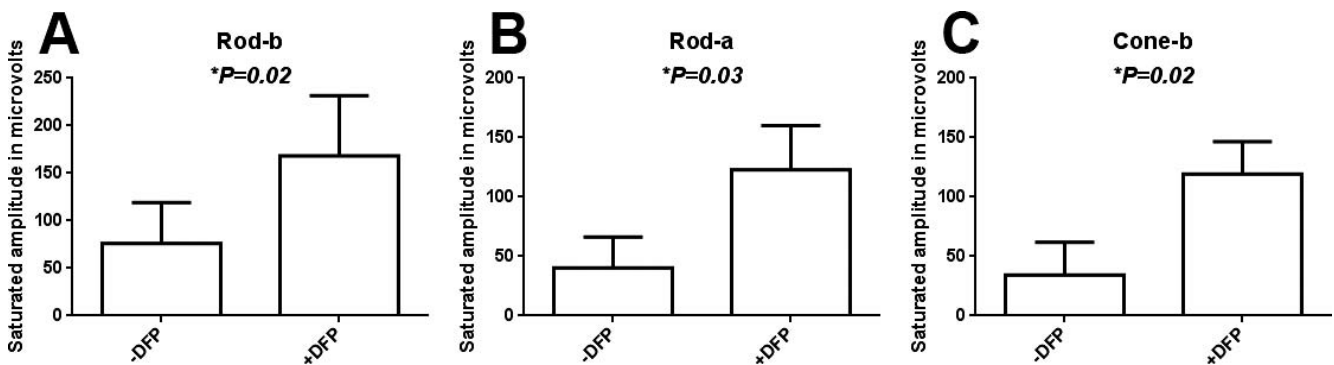 A
Rod-b
*P=0.02
Saturated amplitude in microvolts
250
200
150
100
50
0
-DFP
+DFP
B
Rod-a
*P=0.03
Saturated amplitude in microvolts
200
150
100
50
0
-DFP
+DFP
C
Cone-b
*P=0.02
Saturated amplitude in microvolts
200
150
100
50
0
-DFP
+DFP